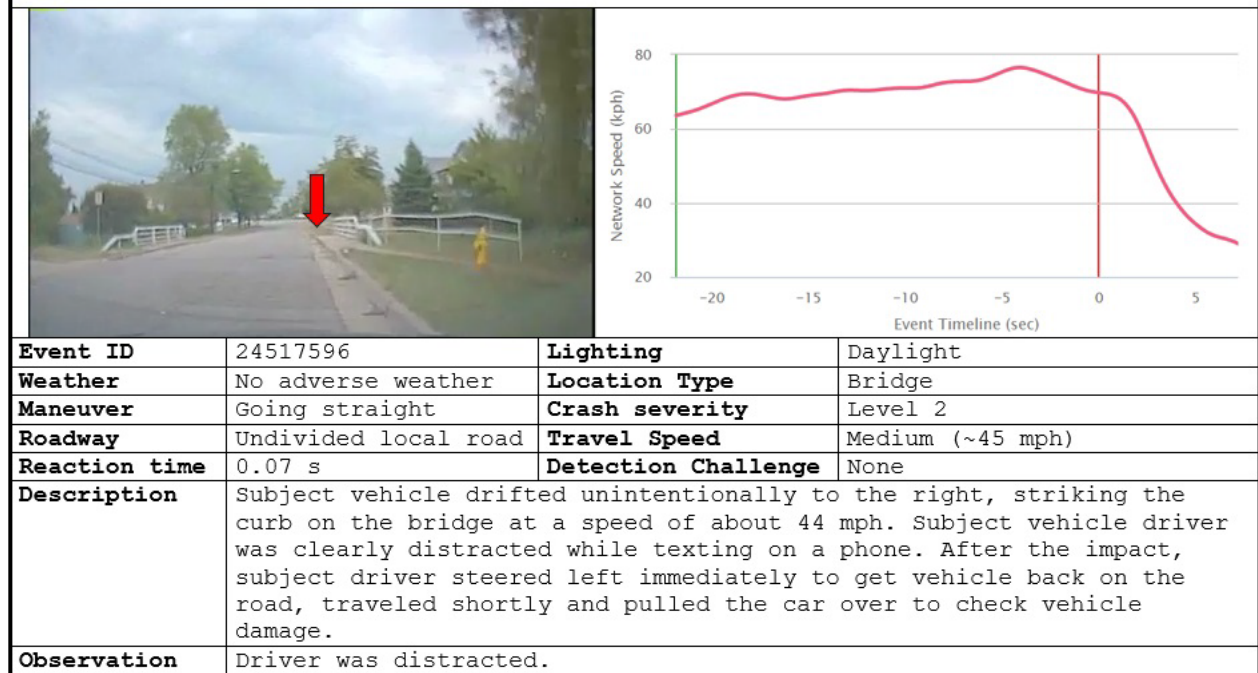 80
60
40
20
Network Speed (kph)
-20 -15 -10 -5 0 5
Event Timeline (sec)
Event ID 24517596 Lighting Daylight
Weather No adverse weather Location Type Bridge
Maneuver Going straight Crash severity Level 2
Roadway Undivided local road Travel Speed Medium (~45 mph)
Reaction time 0.07 s Detection Challenge None
Description Subject vehicle drifted unintentionally to the right, striking the
curb on the bridge at a speed of about 44 mph. Subject vehicle driver
was clearly distracted while texting on a phone. After the impact,
subject driver steered left immediately to get vehicle back on the
road, traveled shortly and pulled the car over to check vehicle
damage.
Observation Driver was distracted.